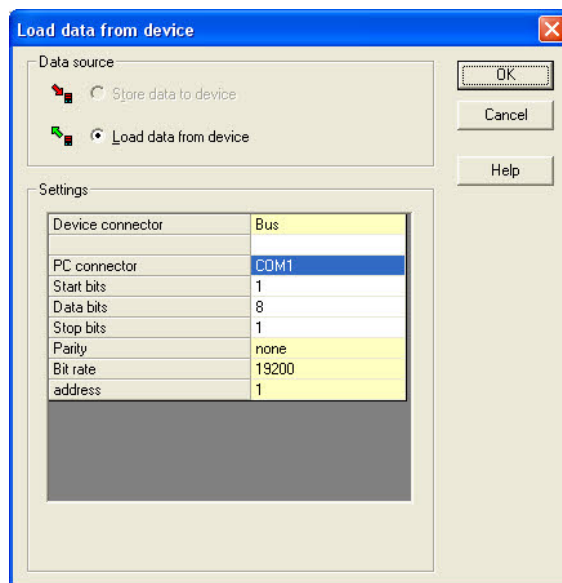 Load data from device
Data source
Store data to device
Load data from device
OK
Cancel
Help
Settings
Device connector Bus
PC connector COM1
Start bits 1
Data bits 8
Stop bits 1
Parity none
Bit rate 19200
address 1